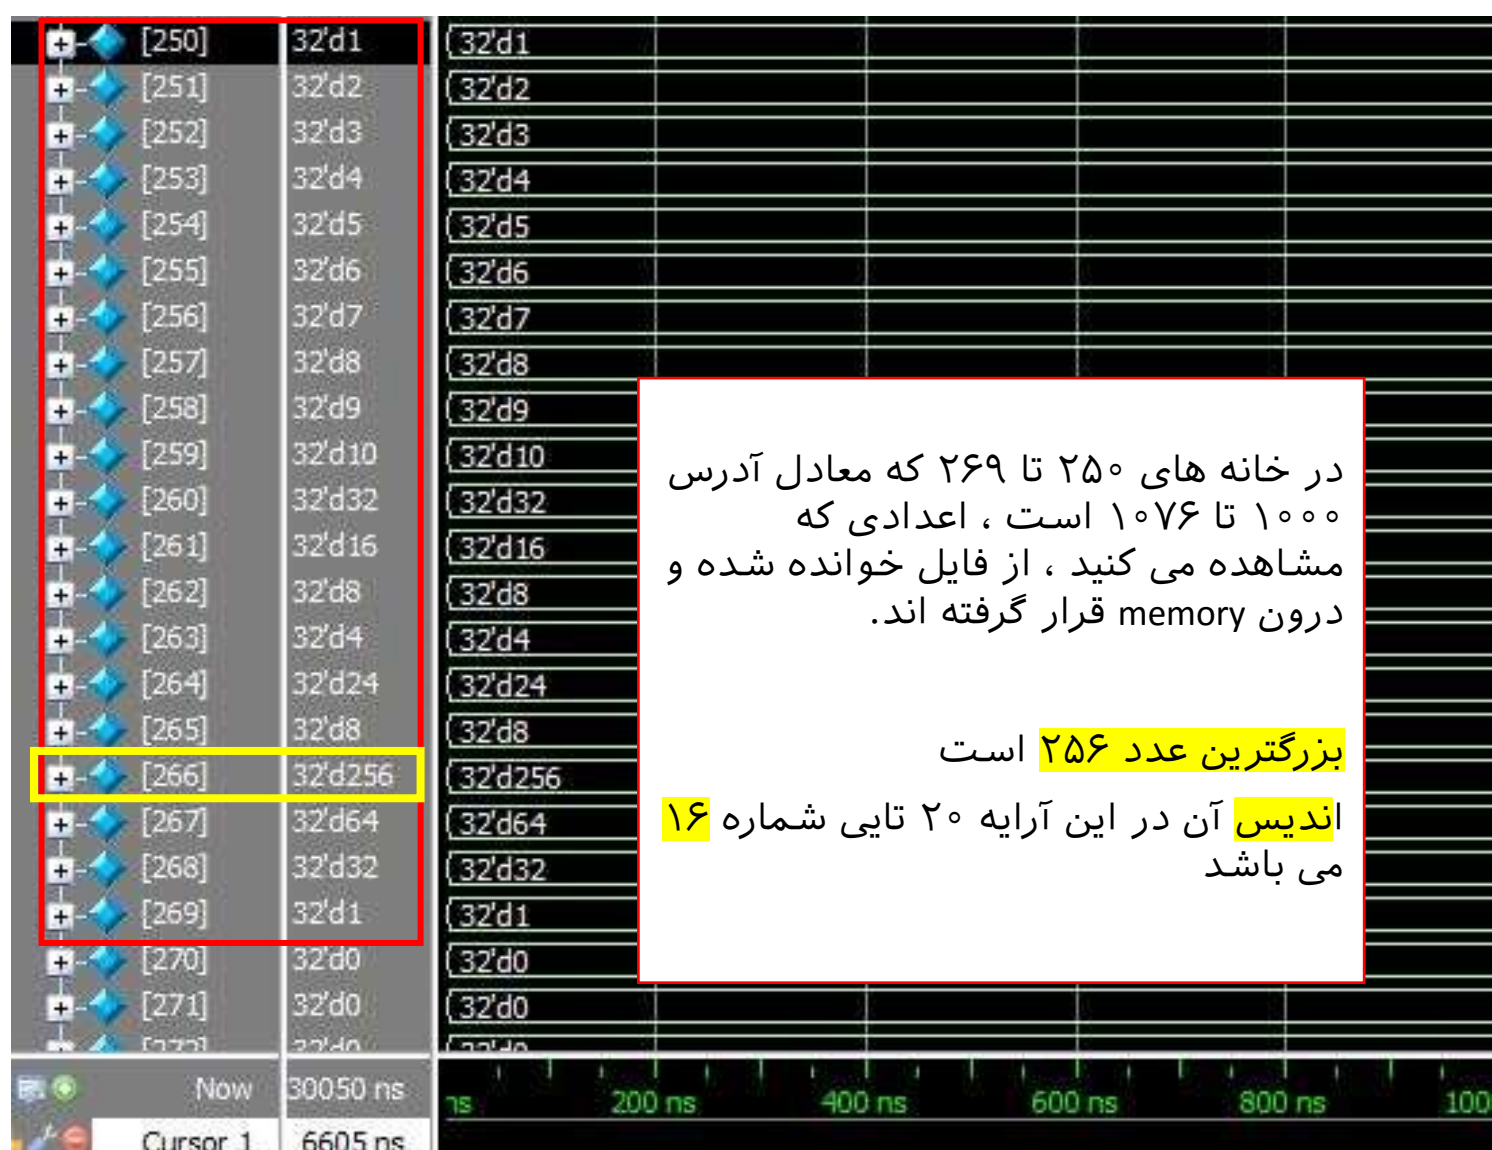 [250] 32'd1 32'd1
[251] 32'd2 32'd2
[252] 32'd3 32'd3
[253] 32'd4 32'd4
[254] 32'd5 32'd5
[255] 32'd6 32'd6
[256] 32'd7 32'd7
[257] 32'd8 32'd8
[258] 32'd9 32'd9
[259] 32'd10 32'd10
[260] 32'd32 32'd32
[261] 32'd16 32'd16
[262] 32'd8 32'd8
[263] 32'd4 32'd4
[264] 32'd24 32'd24
[265] 32'd8 32'd8
[266] 32'd256 32'd256
[267] 32'd64 32'd64
[268] 32'd32 32'd32
[269] 32'd1 32'd1
[270] 32'd0 32'd0
[271] 32'd0 32'd0
[272] 32'd0 32'd0
در خانه های ۲۵۰ تا ۲۶۹ که معادل آدرس
۱۰۰۰ تا ۱۰۷۶ است ، اعدادی که
مشاهده می کنید ، از فایل خوانده شده و
درون memory قرار گرفته اند.
بزرگترین عدد ۲۵۶ است
اندیس آن در این آرایه ۲۰ تایی شماره ۱۶
می باشد
Now 30050 ns ns 200 ns 400 ns 600 ns 800 ns 100
Cursor 1 6605 ns